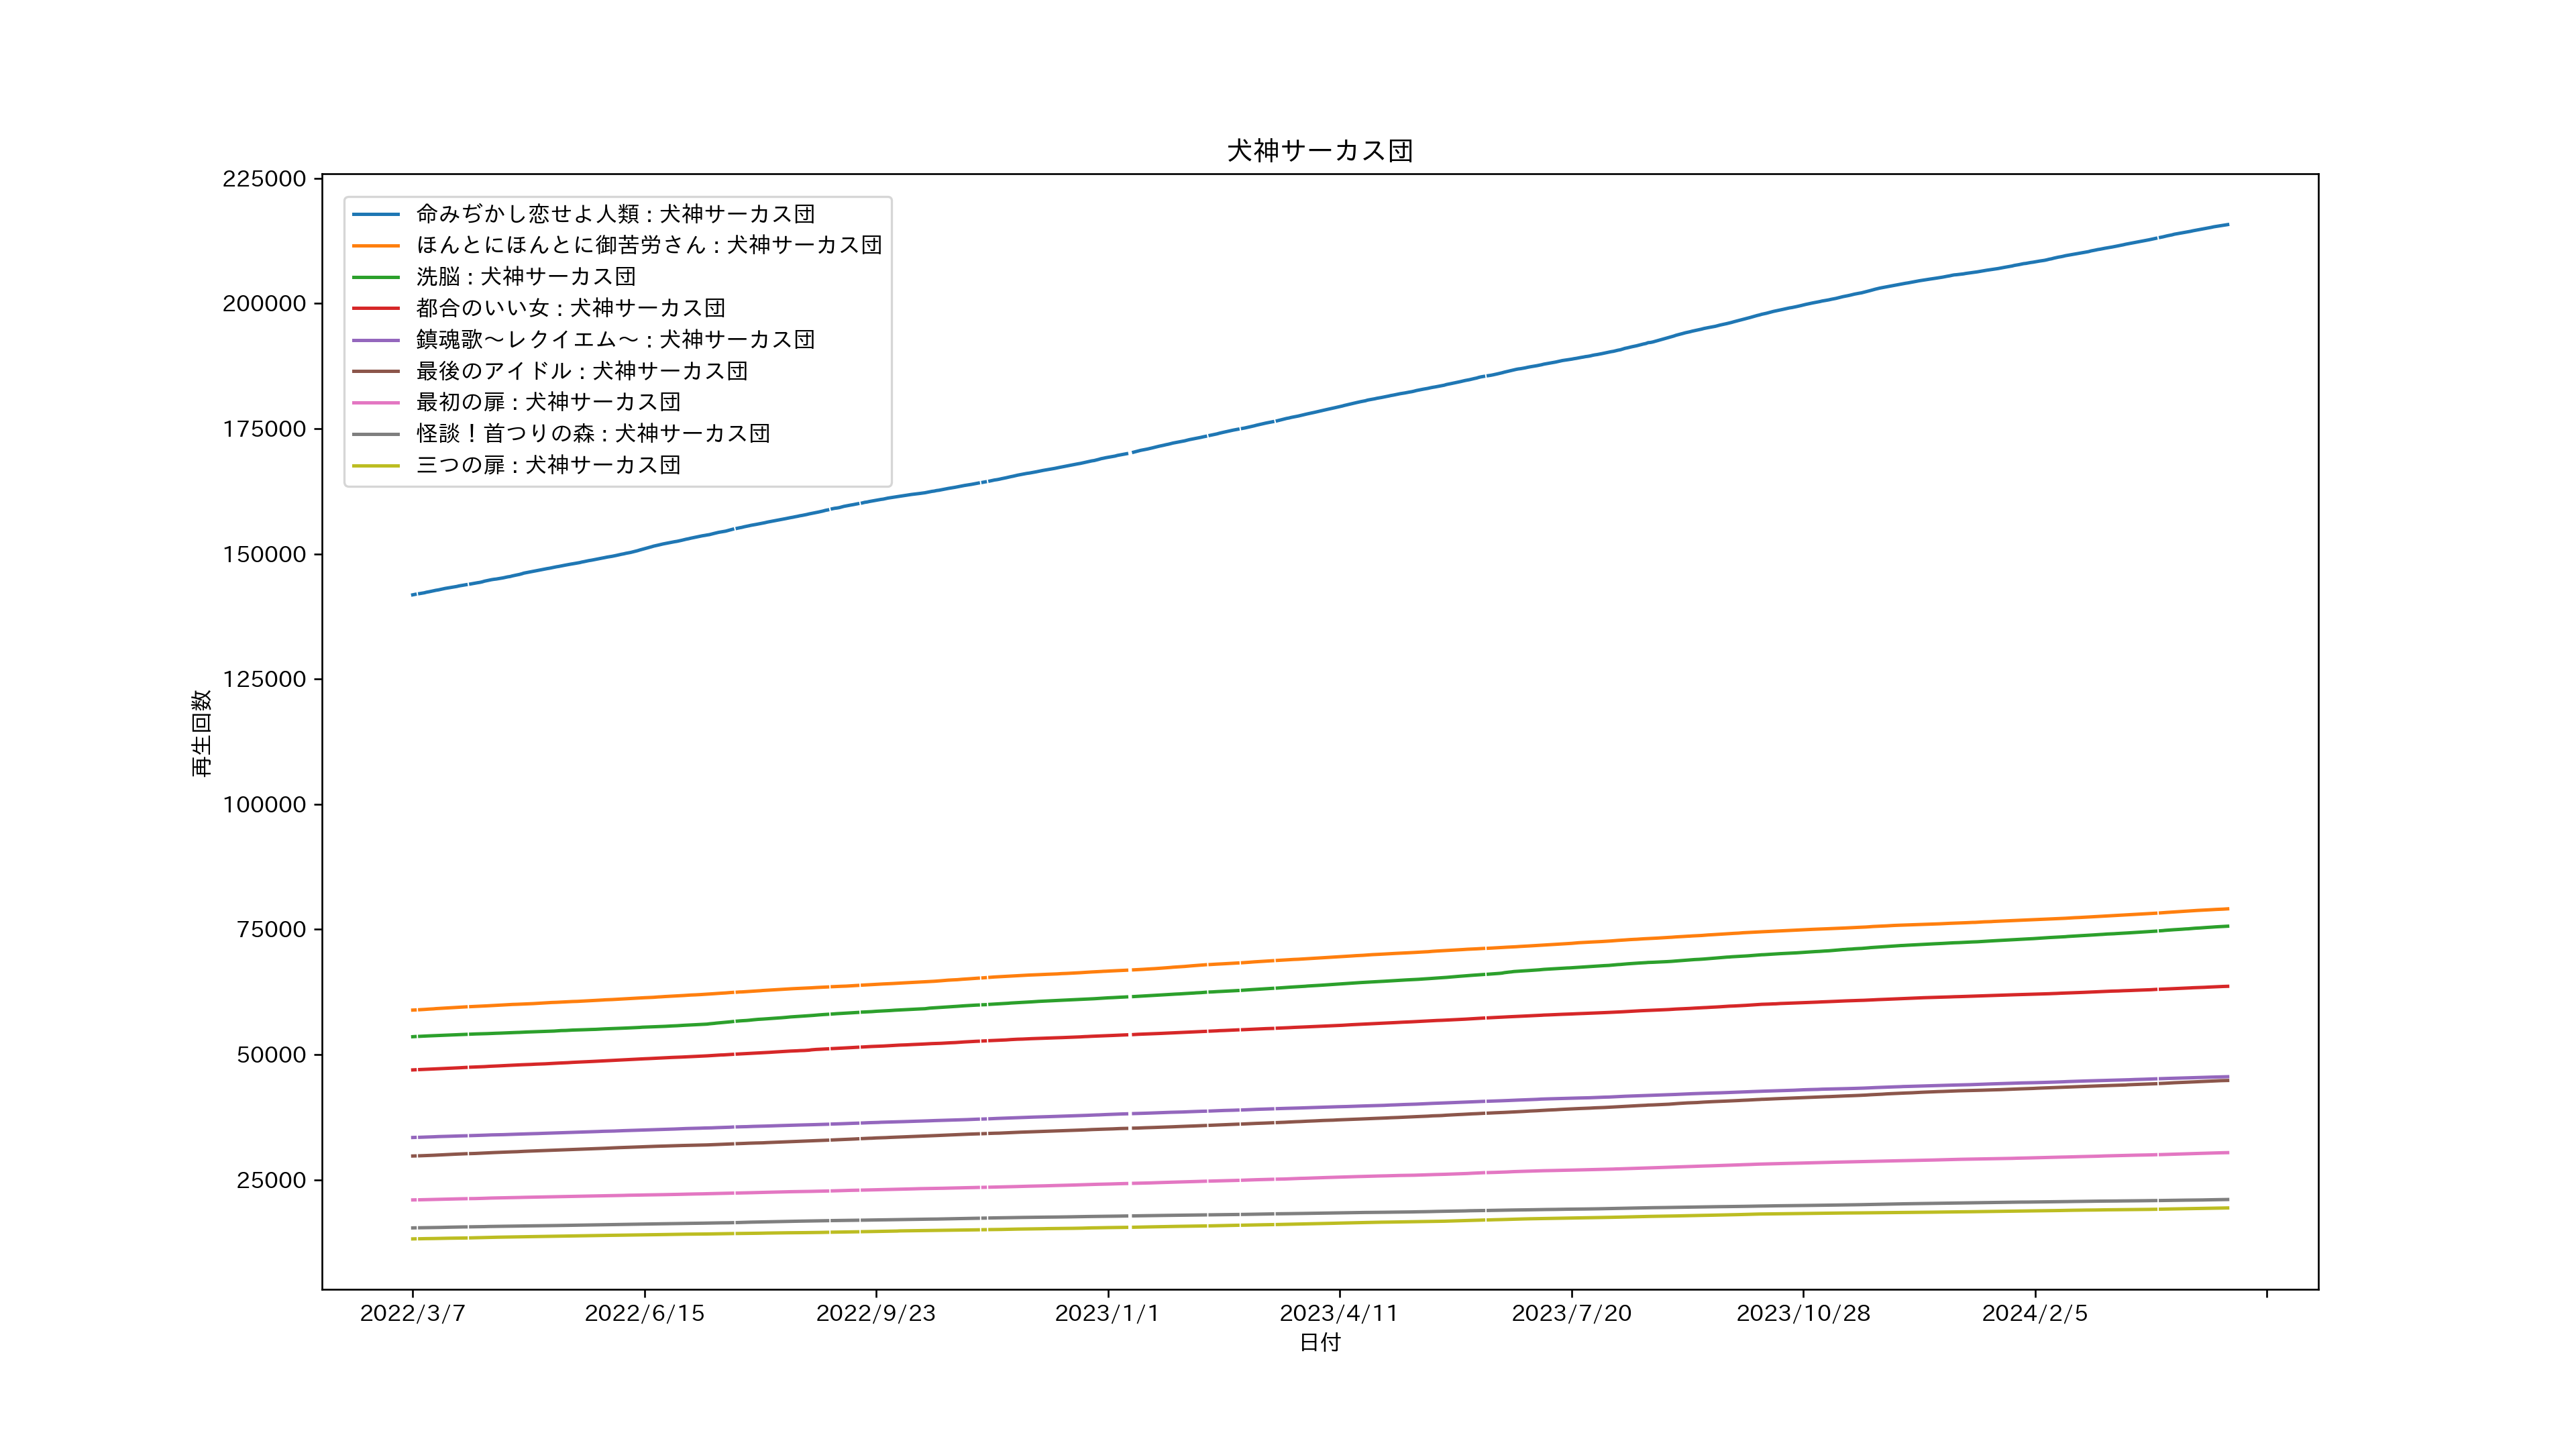 犬神サーカス団
225000
200000
175000
150000
125000
100000
75000
50000
25000
再生回数
命みぢかし恋せよ人類 : 犬神サーカス団
ほんとにほんとに御苦労さん : 犬神サーカス団
洗脳 : 犬神サーカス団
都合のいい女 : 犬神サーカス団
鎮魂歌～レクイエム～ : 犬神サーカス団
最後のアイドル : 犬神サーカス団
最初の扉 : 犬神サーカス団
怪談！首つりの森 : 犬神サーカス団
三つの扉 : 犬神サーカス団
2022/3/7 2022/6/15 2022/9/23 2023/1/1 2023/4/11 2023/7/20 2023/10/28 2024/2/5
日付